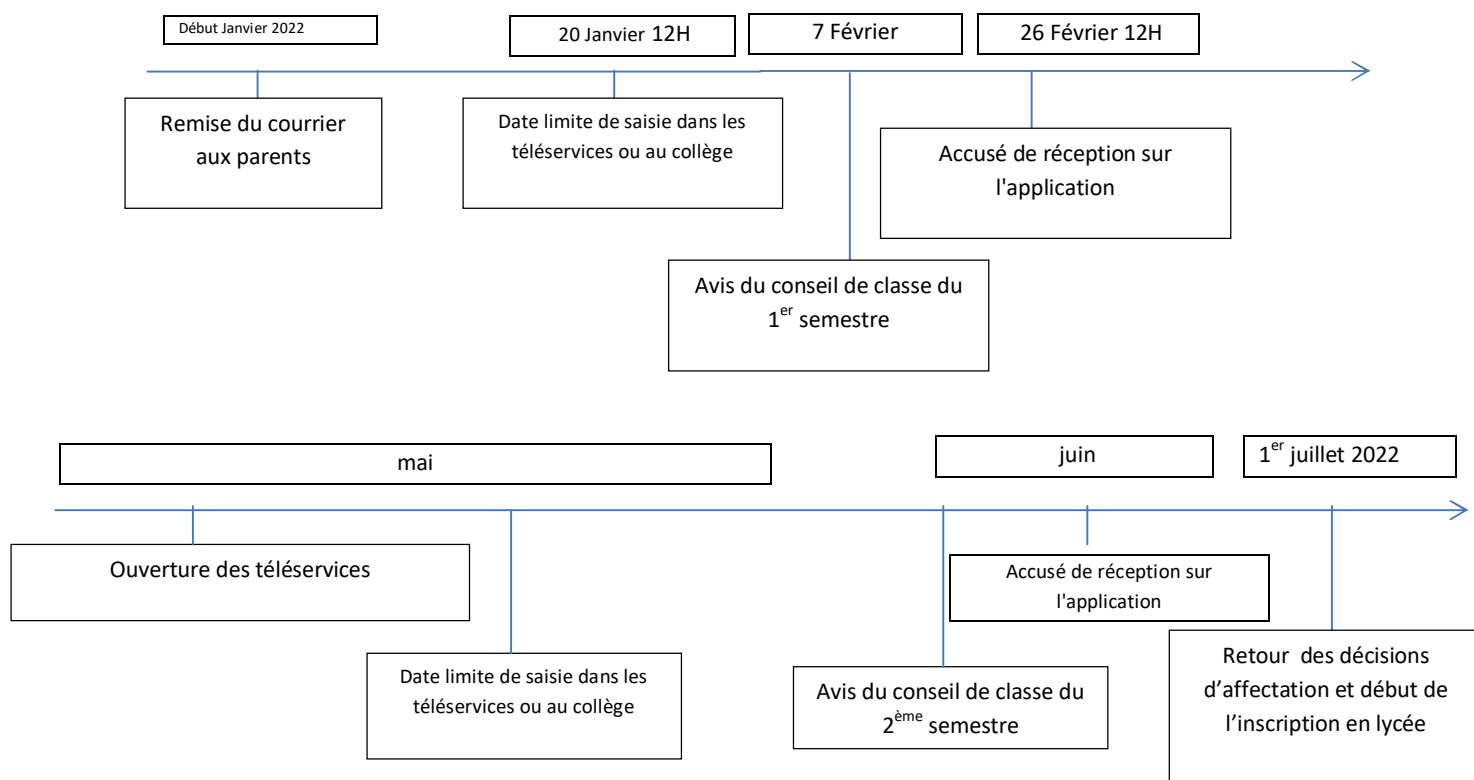 Début Janvier 2022
20 Janvier 12H
7 Février
26 Février 12H
Remise du courrier
aux parents
Date limite de saisie dans les
téléservices ou au collège
Accusé de réception sur
l'application
Avis du conseil de classe du
1er semestre
mai
juin
1er juillet 2022
Ouverture des téléservices
Accusé de réception sur
l'application
Date limite de saisie dans les
téléservices ou au collège
Avis du conseil de classe du
2ème semestre
Retour des décisions
d’affectation et début de
l’inscription en lycée